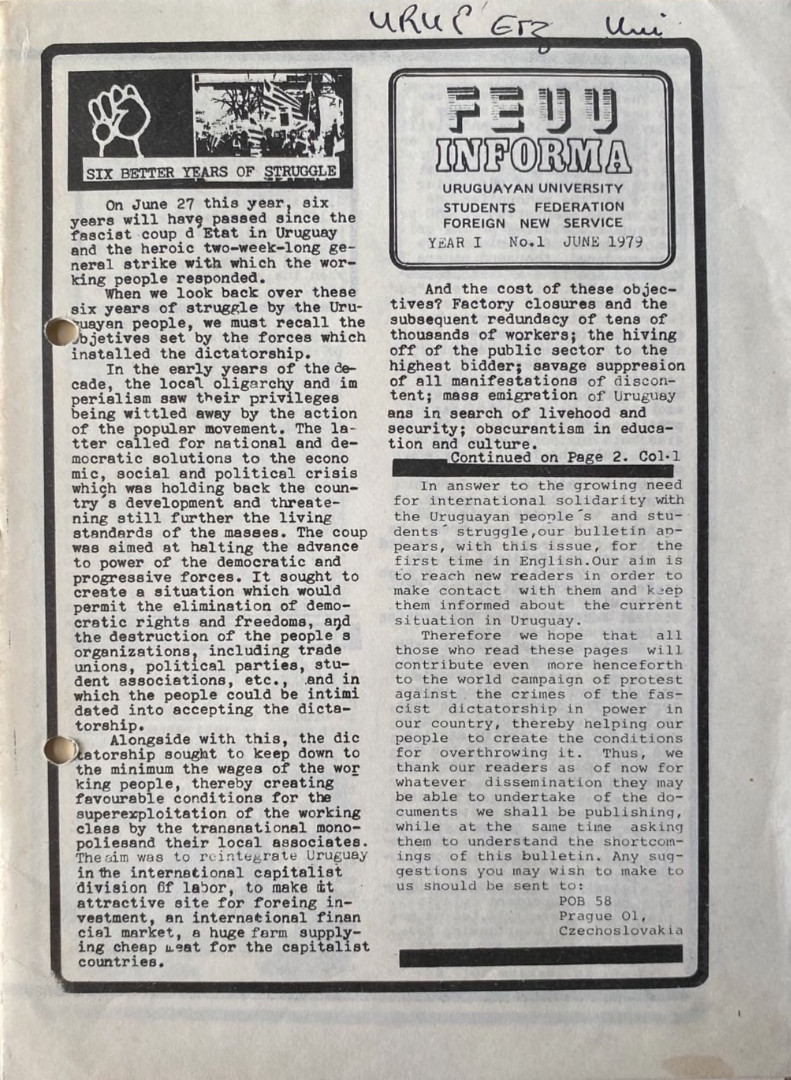 URUG Erz Uni
SIX BETTER YEARS OF STRUGGLE
On June 27 this year, six
years will have passed since the
fascist coup d´Etat in Uruguay
and the heroic two-week-long ge-
neral strike with which the wor-
king people responded.
When we look back over these
six years of struggle by the Uru-
uayan people, we must recall the
bjetives set by the forces which
installed the dictatorship.
In the early years of the de-
cade, the local oligarchy and im
perialism saw their privileges
being wittled away by the action
of the popular movement. The la-
tter called for national and de-
mocratic solutions to the econo
mic, social and political crisis
which was holding back the coun-
try´s development and threate-
ning still further the living
standards of the masses. The coup
was aimed at halting the advance
to power of the democratic and
progressive forces. It sought to
create a situation which would
permit the elimination of demo-
cratic rights and freedoms, and
the destruction of the people´s
organizations, including trade
unions, political parties, stu-
dent associations, etc., and in
which the people could be intimi
dated into accepting the dicta-
torship.
Alongside with this, the dic
tatorship sought to keep down to
the minimum the wages of the wor
king people, thereby creating
favourable conditions for the
superexploitation of the working
class by the transnational mono-
poliesand their local associates.
The aim was to reintegrate Uruguay
in the international capitalist
division of labor, to make it
attractive site for foreing in-
vestment, an international finan
cial market, a huge farm supply-
ing cheap meat for the capitalist
countries.
FEUU
INFORMA
URUGUAYAN UNIVERSITY
STUDENTS FEDERATION
FOREIGN NEW SERVICE
YEAR I No.1 JUNE 1979
And the cost of these objec-
tives? Factory closures and the
subsequent redundacy of tens of
thousands of workers; the hiving
off of the public sector to the
highest bidder; savage suppresion
of all manifestations of discon-
tent; mass emigration of Uruguay
ans in search of livehood and
security; obscurantism in educa-
tion and culture.
Continued on Page 2. Col.1
In answer to the growing need
for international solidarity with
the Uruguayan people´s and stu-
dents´ struggle,our bulletin ap-
pears, with this issue, for the
first time in English.Our aim is
to reach new readers in order to
make contact with them and keep
them informed about the current
situation in Uruguay.
Therefore we hope that all
those who read these pages will
contribute even more henceforth
to the world campaign of protest
against the crimes of the fas-
cist dictatorship in power in
our country, thereby helping our
people to create the conditions
for overthrowing it. Thus, we
thank our readers as of now for
whatever dissemination they may
be able to undertake of the do-
cuments we shall be publishing,
while at the same time asking
them to understand the shortcom-
ings of this bulletin. Any sug-
gestions you may wish to make to
us should be sent to:
POB 58
Prague 01,
Czechoslovakia